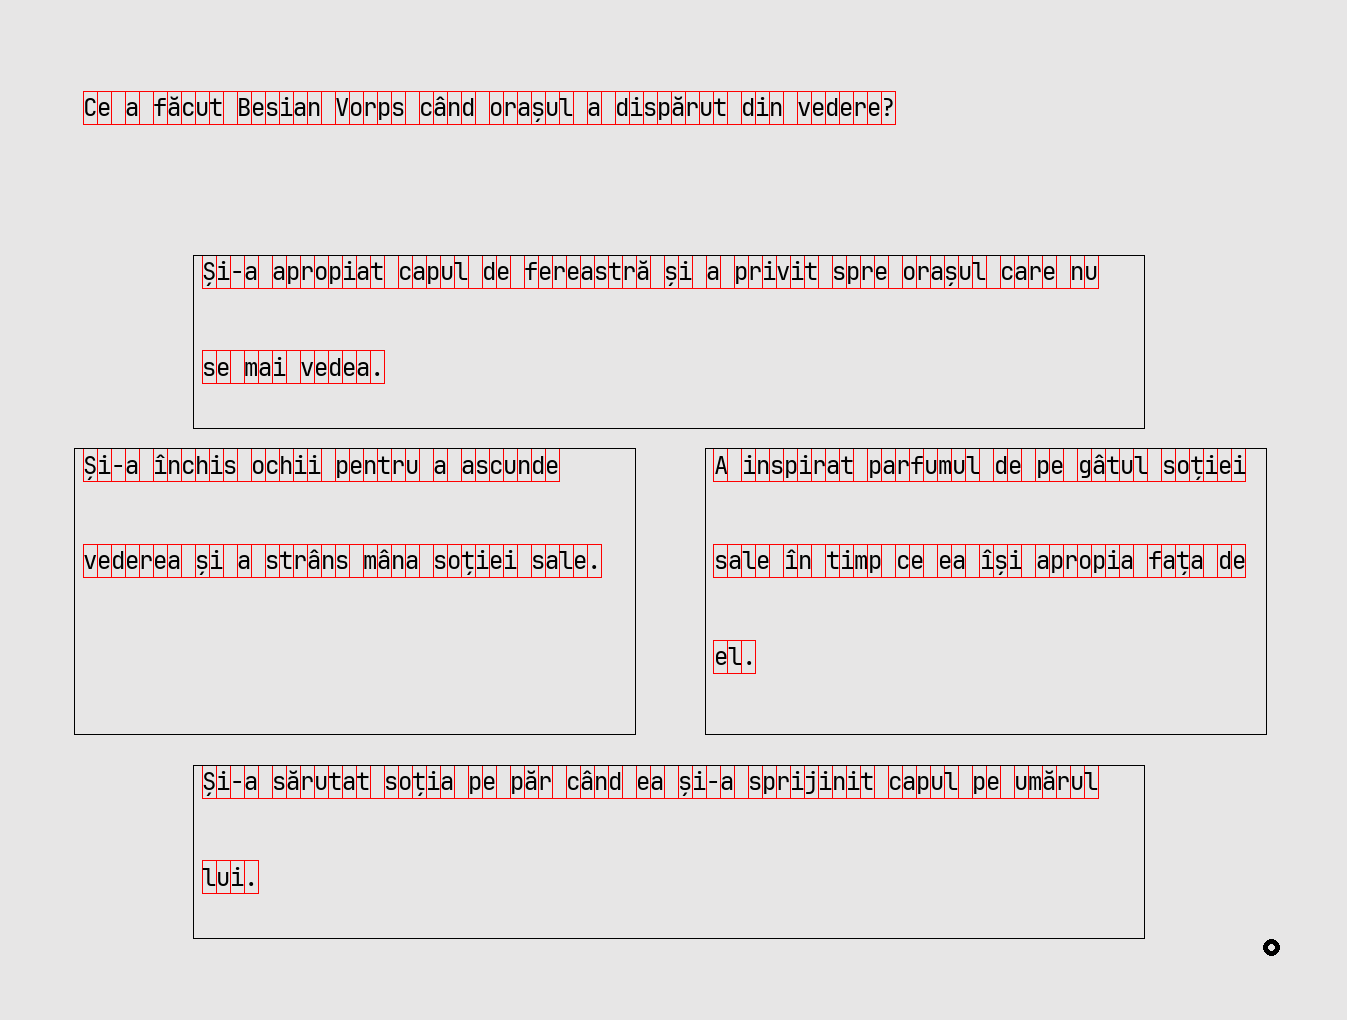 Ce a făcut Besian Vorps când orașul a dispărut din vedere?
Și-a apropiat capul de fereastră și a privit spre orașul care nu
se mai vedea.
Și-a închis ochii pentru a ascunde
vederea și a strâns mâna soției sale.
A inspirat parfumul de pe gâtul soției
sale în timp ce ea își apropia fața de
el.
Și-a sărutat soția pe păr când ea și-a sprijinit capul pe umărul
lui.